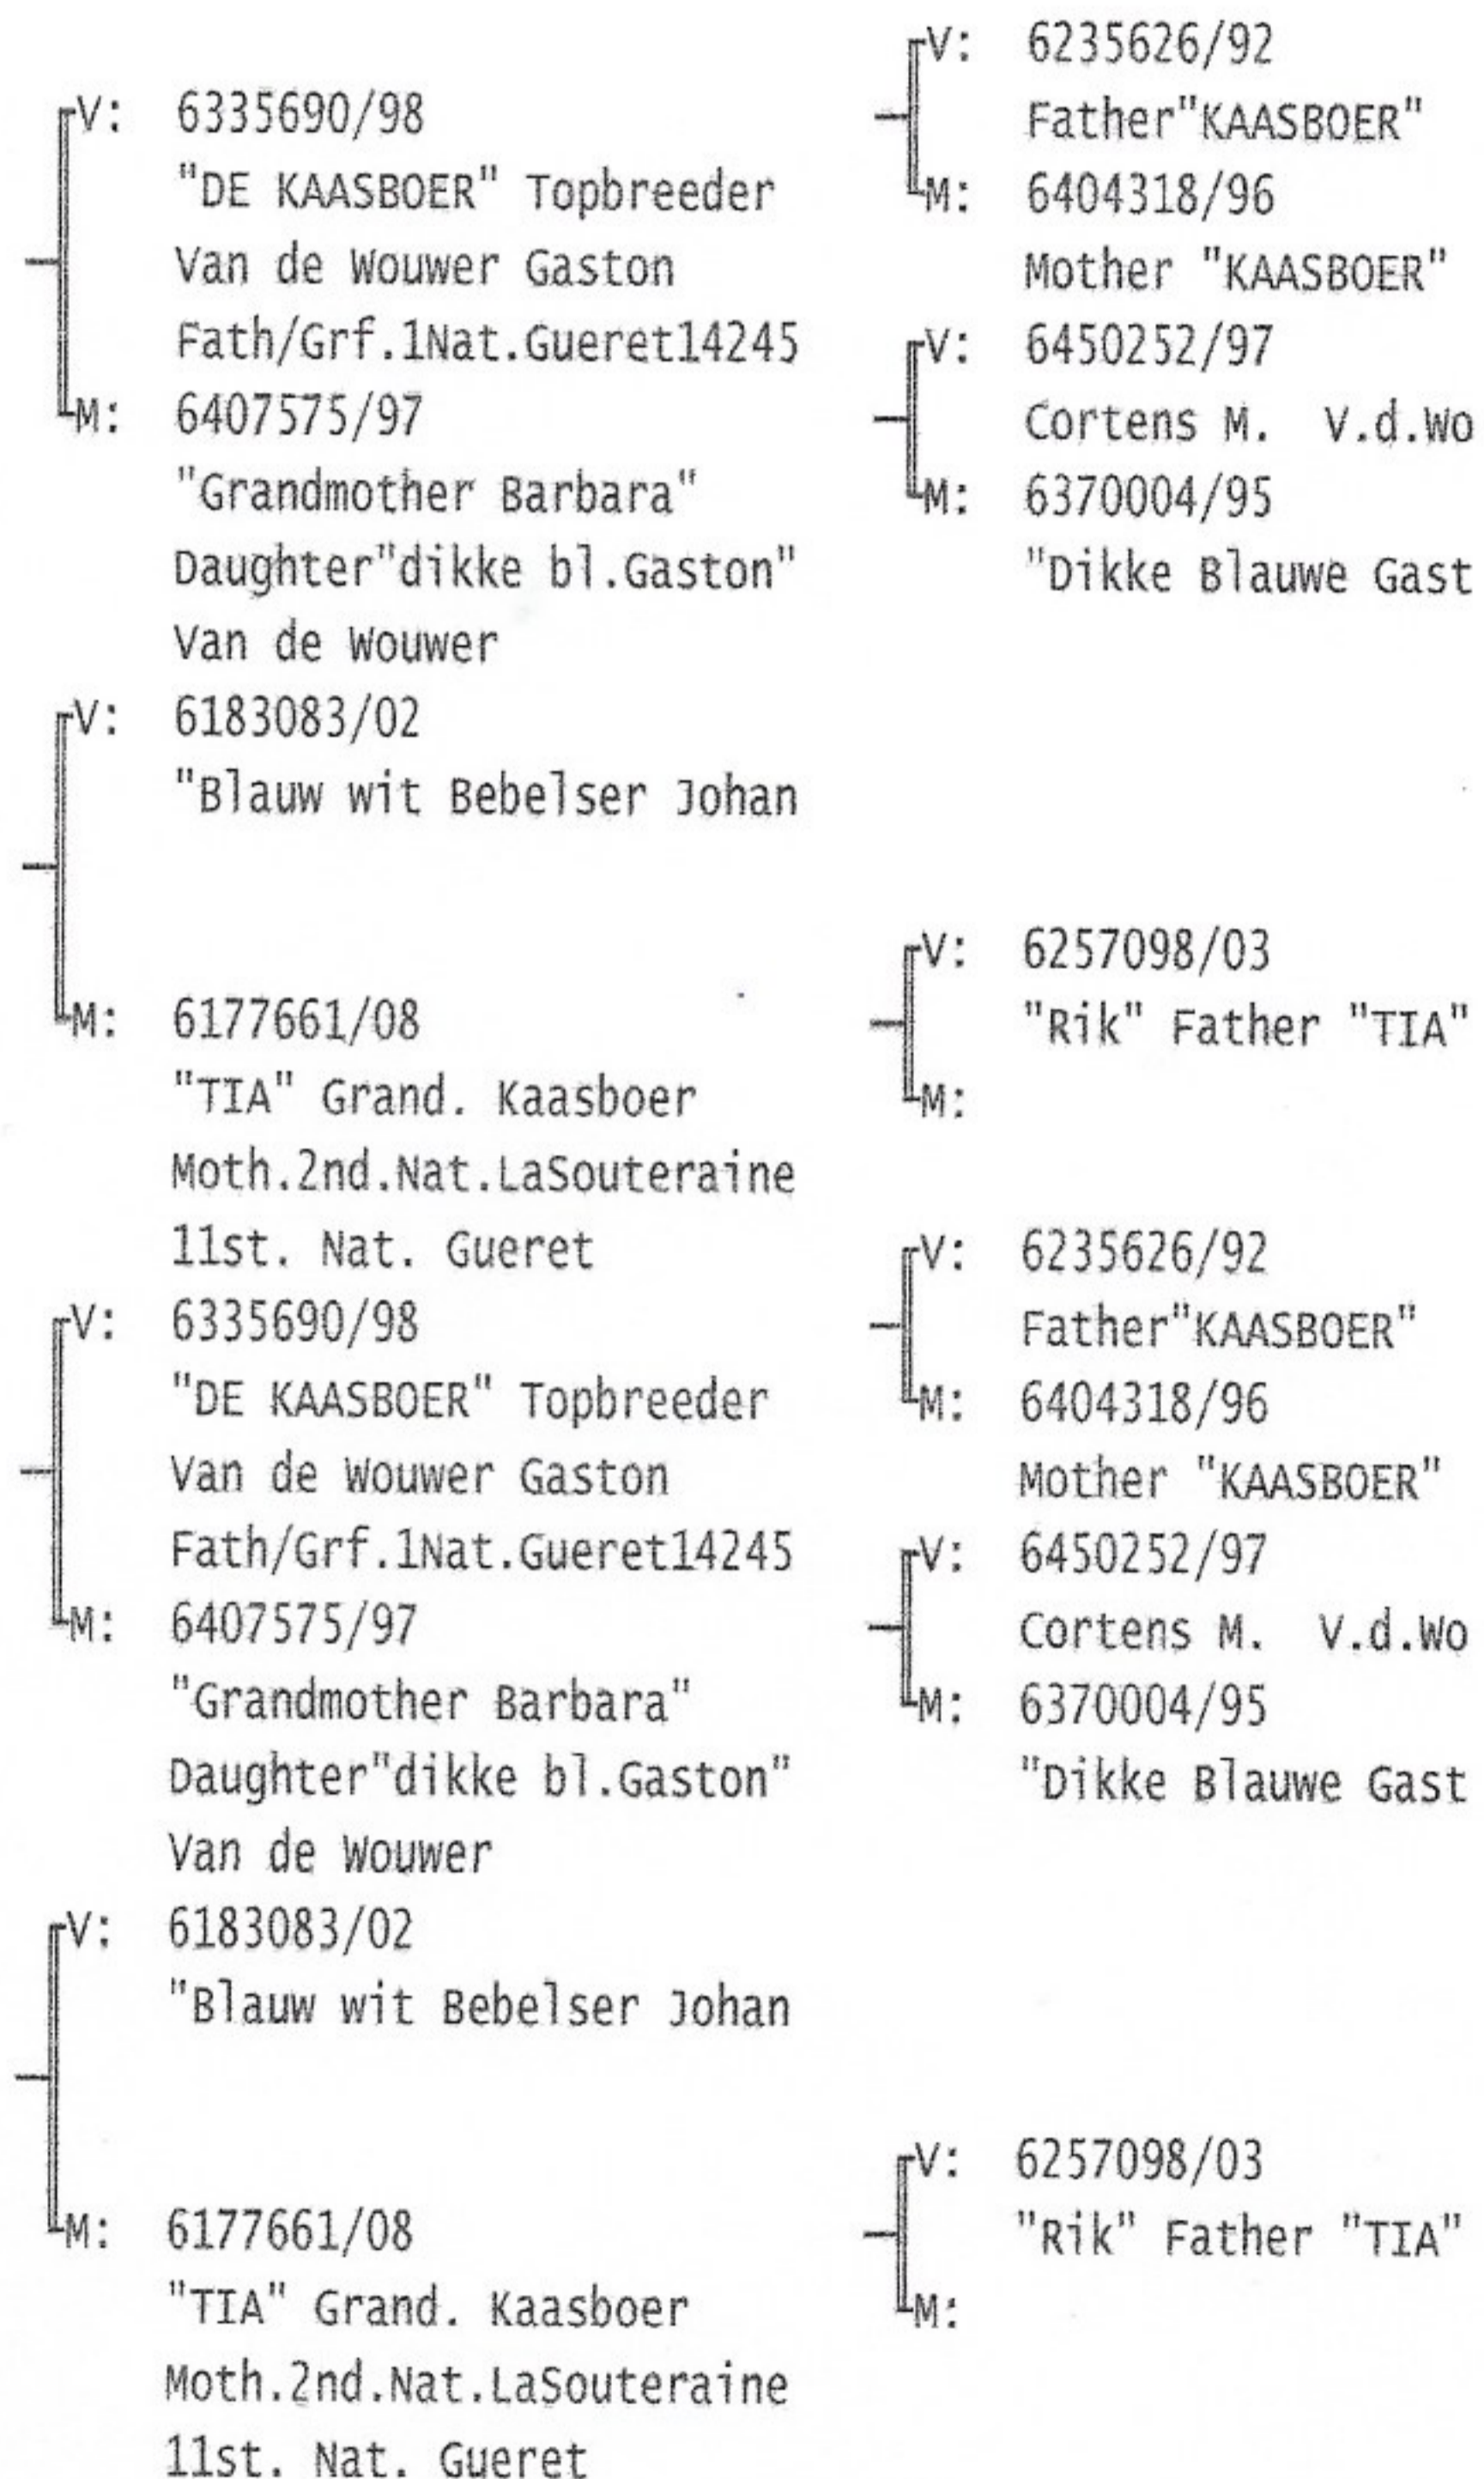 V: 6335690/98
"DE KAASBOER" Topbreeder
Van de Wouwer Gaston
Fath/Grf.1Nat.Gueret14245
M: 6407575/97
"Grandmother Barbara"
Daughter"dikke bl.Gaston"
Van de Wouwer
V: 6183083/02
"Blauw wit Bebelser Johan
M: 6177661/08
"TIA" Grand. Kaasboer
Moth.2nd.Nat.LaSouteraine
11st. Nat. Gueret
V: 6335690/98
"DE KAASBOER" Topbreeder
Van de Wouwer Gaston
Fath/Grf.1Nat.Gueret14245
M: 6407575/97
"Grandmother Barbara"
Daughter"dikke bl.Gaston"
Van de Wouwer
V: 6183083/02
"Blauw wit Bebelser Johan
M: 6177661/08
"TIA" Grand. Kaasboer
Moth.2nd.Nat.LaSouteraine
11st. Nat. Gueret
V: 6235626/92
Father"KAASBOER"
M: 6404318/96
Mother "KAASBOER"
V: 6450252/97
Cortens M.  V.d.Wo
M: 6370004/95
"Dikke Blauwe Gast
V: 6257098/03
"Rik" Father "TIA"
M:
V: 6235626/92
Father"KAASBOER"
M: 6404318/96
Mother "KAASBOER"
V: 6450252/97
Cortens M.  V.d.Wo
M: 6370004/95
"Dikke Blauwe Gast
V: 6257098/03
"Rik" Father "TIA"
M: